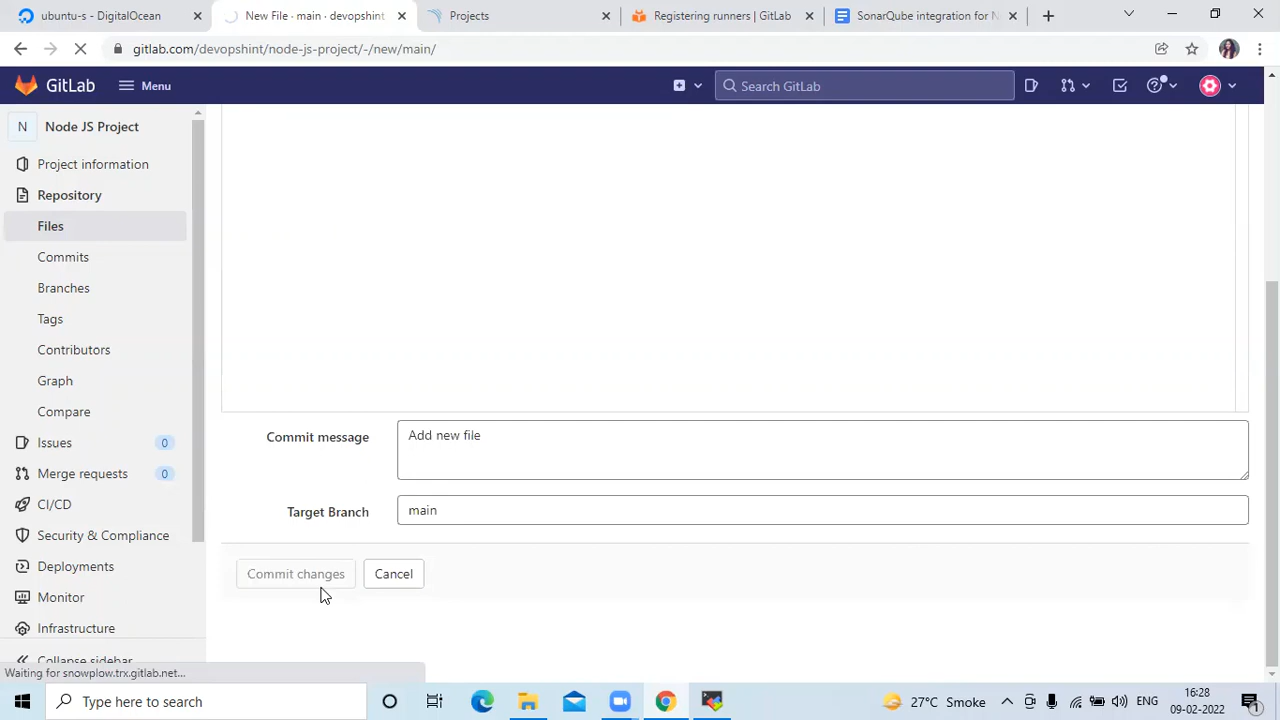 ubuntu-s - DigitalOcean
New File · main · devopshint
Projects
Registering runners | GitLab
SonarQube integration for N
gitlab.com/devopshint/node-js-project/-/new/main/
GitLab
Menu
Search GitLab
N
Node JS Project
Project information
Repository
Files
Commits
Branches
Tags
Contributors
Graph
Compare
Issues
0
Merge requests
0
CI/CD
Security & Compliance
Deployments
Monitor
Infrastructure
Collapse sidebar
Commit message
Add new file
Target Branch
main
Commit changes
Cancel
Waiting for snowplow.trx.gitlab.net...
Type here to search
27°C Smoke
ENG
16:28
09-02-2022
1